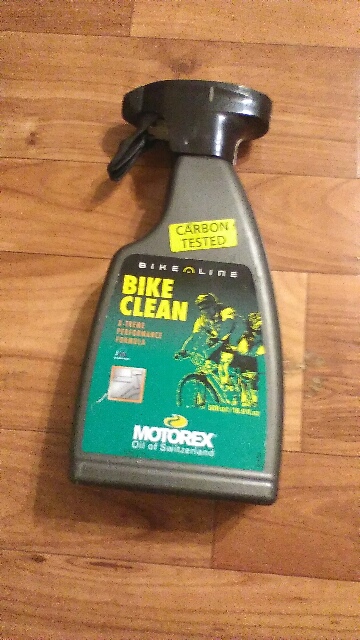 CARBON
TESTED
BIKE LINE
BIKE
CLEAN
X-TREME
PERFORMANCE
FORMULA
MOTOREX
Oil of Switzerland